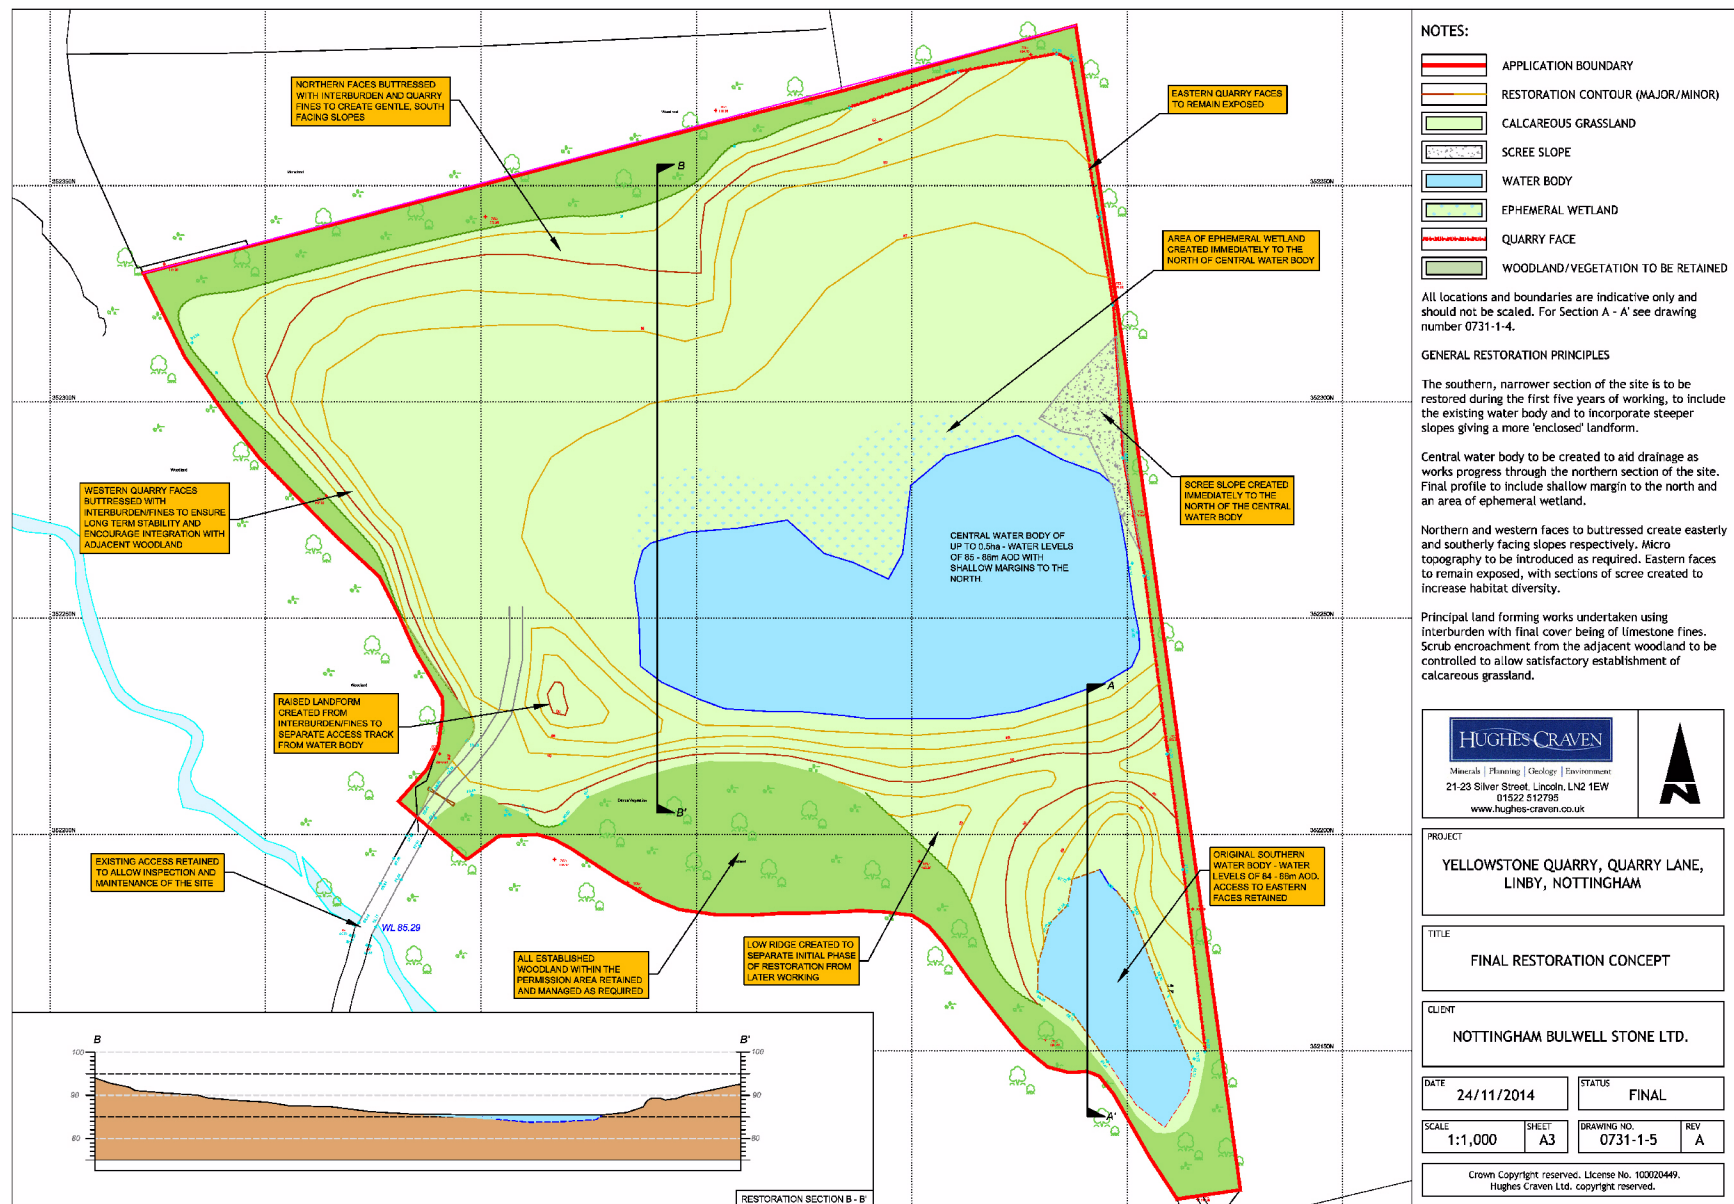 NORTHERN FACES BUTTRESSED
WITH INTERBURDEN AND QUARRY
FINES TO CREATE GENTLE, SOUTH
FACING SLOPES
EASTERN QUARRY FACES
TO REMAIN EXPOSED
B
352350N
352350N
AREA OF EPHEMERAL WETLAND
CREATED IMMEDIATELY TO THE
NORTH OF CENTRAL WATER BODY
352300N
352300N
Woodland
WESTERN QUARRY FACES
BUTTRESSED WITH
INTERBURDEN/FINES TO ENSURE
LONG TERM STABILITY AND
ENCOURAGE INTEGRATION WITH
ADJACENT WOODLAND
SCREE SLOPE CREATED
IMMEDIATELY TO THE
NORTH OF THE CENTRAL
WATER BODY
CENTRAL WATER BODY OF
UP TO 0.5ha - WATER LEVELS
OF 85 - 86m AOD WITH
SHALLOW MARGINS TO THE
NORTH.
352250N
352250N
Woodland
A
RAISED LANDFORM
CREATED FROM
INTERBURDEN/FINES TO
SEPARATE ACCESS TRACK
FROM WATER BODY
Dense Vegetation
B'
352200N
352200N
EXISTING ACCESS RETAINED
TO ALLOW INSPECTION AND
MAINTENANCE OF THE SITE
ORIGINAL SOUTHERN
WATER BODY - WATER
LEVELS OF 84 - 86m AOD.
ACCESS TO EASTERN
FACES RETAINED
WL 85.29
ALL ESTABLISHED
WOODLAND WITHIN THE
PERMISSION AREA RETAINED
AND MANAGED AS REQUIRED
LOW RIDGE CREATED TO
SEPARATE INITIAL PHASE
OF RESTORATION FROM
LATER WORKING
352150N
A'
B
B'
100
100
90
90
80
80
RESTORATION SECTION B - B'
NOTES:
APPLICATION BOUNDARY
RESTORATION CONTOUR (MAJOR/MINOR)
CALCAREOUS GRASSLAND
SCREE SLOPE
WATER BODY
EPHEMERAL WETLAND
QUARRY FACE
WOODLAND/VEGETATION TO BE RETAINED
All locations and boundaries are indicative only and
should not be scaled. For Section A - A' see drawing
number 0731-1-4.
GENERAL RESTORATION PRINCIPLES
The southern, narrower section of the site is to be
restored during the first five years of working, to include
the existing water body and to incorporate steeper
slopes giving a more 'enclosed' landform.
Central water body to be created to aid drainage as
works progress through the northern section of the site.
Final profile to include shallow margin to the north and
an area of ephemeral wetland.
Northern and western faces to buttressed create easterly
and southerly facing slopes respectively. Micro
topography to be introduced as required. Eastern faces
to remain exposed, with sections of scree created to
increase habitat diversity.
Principal land forming works undertaken using
interburden with final cover being of limestone fines.
Scrub encroachment from the adjacent woodland to be
controlled to allow satisfactory establishment of
calcareous grassland.
HUGHES CRAVEN
Minerals | Planning | Geology | Environment
21-23 Silver Street, Lincoln, LN2 1EW
01522 512795
www.hughes-craven.co.uk
N
PROJECT
YELLOWSTONE QUARRY, QUARRY LANE,
LINBY, NOTTINGHAM
TITLE
FINAL RESTORATION CONCEPT
CLIENT
NOTTINGHAM BULWELL STONE LTD.
DATE
24/11/2014
STATUS
FINAL
SCALE
1:1,000
SHEET
A3
DRAWING NO.
0731-1-5
REV
A
Crown Copyright reserved. License No. 100020449.
Hughes Craven Ltd. copyright reserved.